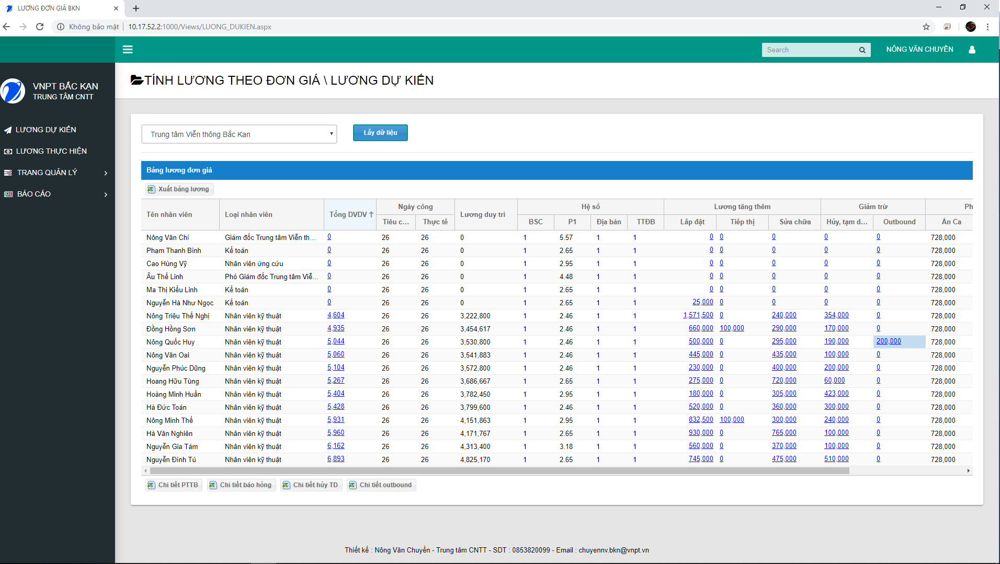 LƯƠNG ĐƠN GIÁ BKN
Không bảo mật 10.17.52.2:1000/Views/LUONG_DUKIEN.aspx
Search NÔNG VĂN CHUYỂN
VNPT BẮC KẠN
TRUNG TÂM CNTT
LƯƠNG DỰ KIẾN
LƯƠNG THỰC HIỆN
TRANG QUẢN LÝ
BÁO CÁO
TÍNH LƯƠNG THEO ĐƠN GIÁ \ LƯƠNG DỰ KIẾN
Trung tâm Viễn thông Bắc Kạn Lấy dữ liệu
Bảng lương đơn giá
Xuất bảng lương
Tên nhân viên Loại nhân viên Tổng DVDV Ngày công Lương duy trì Hệ số Lương tăng thêm Giảm trừ Ph
Tiêu c... Thực tế BSC P1 Địa bàn TTĐB Lắp đặt Tiếp thị Sửa chữa Hủy, tạm d... Outbound Ăn Ca
Nông Văn Chí Giám đốc Trung tâm Viễn th... 0 26 26 0 1 5.57 1 1 0 0 0 0 0 728,000
Phạm Thanh Bình Kế toán 0 26 26 0 1 2.65 1 1 0 0 0 0 0 728,000
Cao Hùng Vỹ Nhân viên ứng cứu 0 26 26 0 1 2.95 1 1 0 0 0 0 0 728,000
Âu Thế Linh Phó Giám đốc Trung tâm Viễ... 0 26 26 0 1 4.48 1 1 0 0 0 0 0 728,000
Ma Thị Kiều Linh Kế toán 0 26 26 0 1 2.65 1 1 0 0 0 0 0 728,000
Nguyễn Hà Như Ngọc Kế toán 0 26 26 0 1 2.65 1 1 25,000 0 0 0 0 728,000
Nông Triệu Thế Nghị Nhân viên kỹ thuật 4,604 26 26 3,222,800 1 2.46 1 1 1,571,500 0 240,000 354,000 0 728,000
Đồng Hồng Sơn Nhân viên kỹ thuật 4,935 26 26 3,454,617 1 2.46 1 1 660,000 100,000 290,000 170,000 0 728,000
Nông Quốc Huy Nhân viên kỹ thuật 5,044 26 26 3,530,800 1 2.46 1 1 500,000 0 295,000 190,000 200,000 728,000
Nông Văn Oai Nhân viên kỹ thuật 5,060 26 26 3,541,883 1 2.46 1 1 445,000 0 435,000 100,000 0 728,000
Nguyễn Phúc Dũng Nhân viên kỹ thuật 5,104 26 26 3,572,800 1 2.46 1 1 230,000 0 400,000 200,000 0 728,000
Hoang Hữu Tùng Nhân viên kỹ thuật 5,267 26 26 3,686,667 1 2.65 1 1 275,000 0 720,000 60,000 0 728,000
Hoàng Minh Huấn Nhân viên kỹ thuật 5,404 26 26 3,782,450 1 2.95 1 1 180,000 0 305,000 423,000 0 728,000
Hà Đức Toán Nhân viên kỹ thuật 5,428 26 26 3,799,600 1 2.46 1 1 520,000 0 360,000 300,000 0 728,000
Nông Minh Thế Nhân viên kỹ thuật 5,931 26 26 4,151,863 1 2.95 1 1 832,500 100,000 300,000 240,000 0 728,000
Hà Văn Nghiên Nhân viên kỹ thuật 5,960 26 26 4,171,767 1 2.65 1 1 930,000 0 765,000 100,000 0 728,000
Nguyễn Gia Tám Nhân viên kỹ thuật 6,162 26 26 4,313,400 1 3.18 1 1 560,000 0 370,000 100,000 0 728,000
Nguyễn Đình Tú Nhân viên kỹ thuật 6,893 26 26 4,825,170 1 2.65 1 1 745,000 0 475,000 510,000 0 728,000
Chi tiết PTTB Chi tiết báo hỏng Chi tiết hủy TD Chi tiết outbound
Thiết kế : Nông Văn Chuyển - Trung tâm CNTT - SDT : 0853820099 - Email : chuyennv.bkn@vnpt.vn